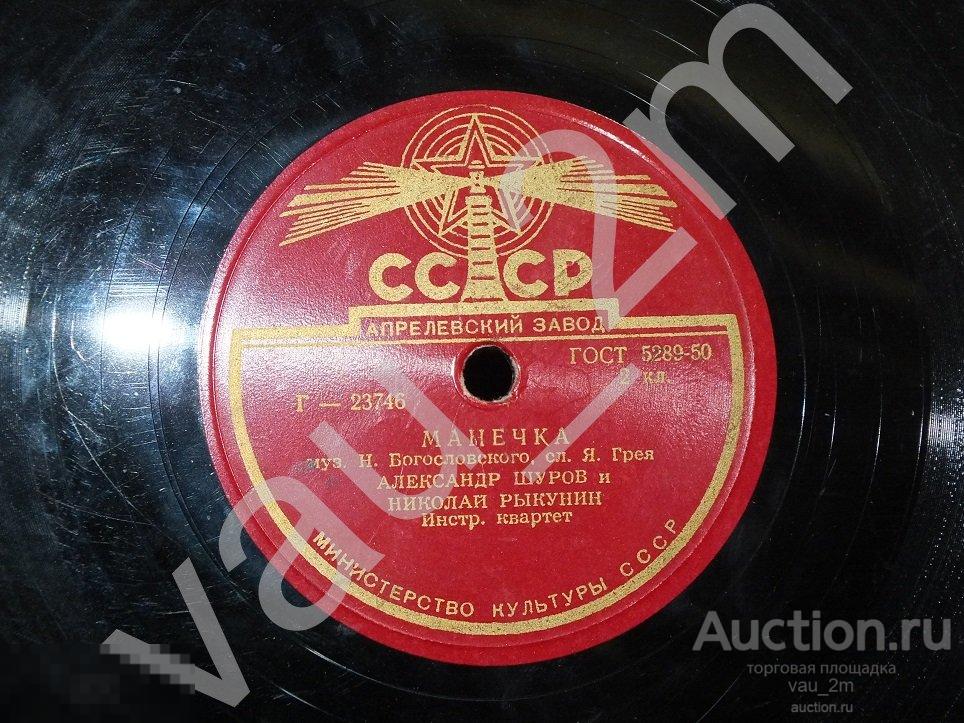 СССР
АПРЕЛЕВСКИЙ ЗАВОД
ГОСТ 5289-50
2 кл.
Г — 23746
МАНЕЧКА
муз. Н. Богословского, сл. Я. Грея
АЛЕКСАНДР ШУРОВ и
НИКОЛАЙ РЫКУНИН
Инстр. квартет
МИНИСТЕРСТВО КУЛЬТУРЫ СССР
vau_2m
Auction.ru
торговая площадка
vau_2m
auction.ru